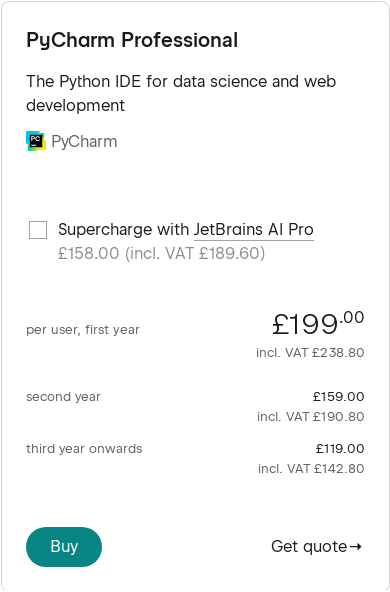 PyCharm Professional
The Python IDE for data science and web
development
PC
PyCharm
Supercharge with JetBrains AI Pro
£158.00 (incl. VAT £189.60)
per user, first year £199.00
incl. VAT £238.80
second year £159.00
incl. VAT £190.80
third year onwards £119.00
incl. VAT £142.80
Buy Get quote→